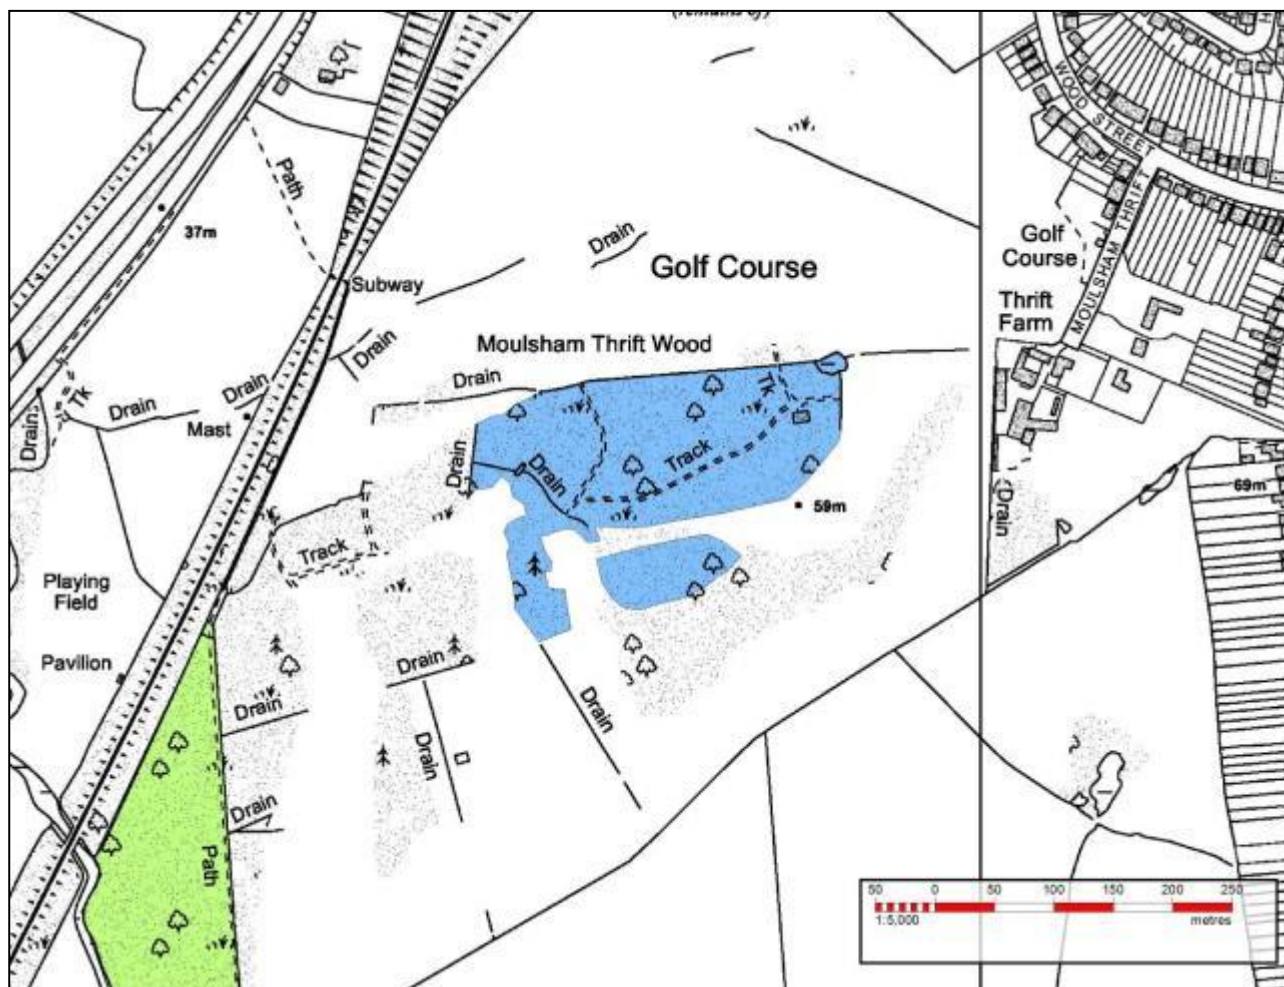 (remains of)
WOOD STREET
Path
37m
MOULSHAM THRIFT
Drain
Golf
Course
Golf Course
Subway
Thrift
Farm
Drain
Moulsham Thrift Wood
Drain
Tk
Tk
Drain
Drain
Mast
Drain
Drain
Track
Drain
69m
59m
Drain
Track
Playing
Field
Pavilion
Drain
Drain
Drain
Drain
Drain
Path
50 0 50 100 150 200 250
1:5,000 metres